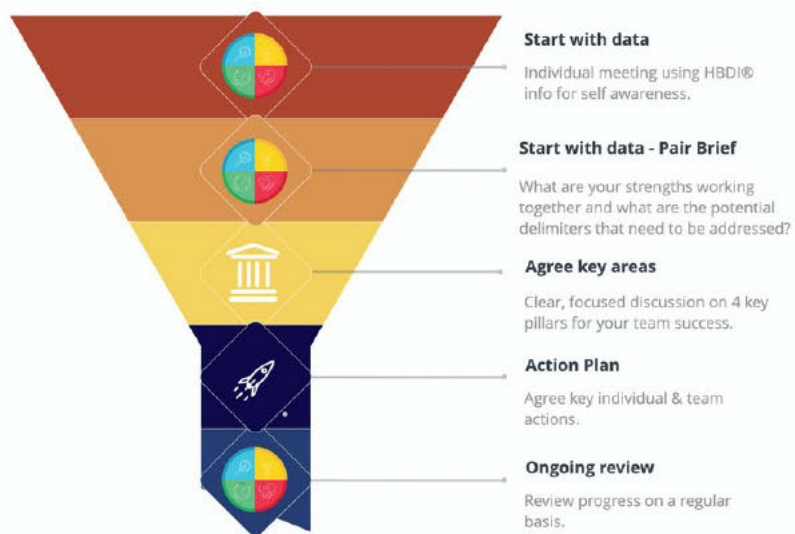 Start with data
Individual meeting using HBDI®
info for self awareness.
Start with data - Pair Brief
What are your strengths working
together and what are the potential
delimiters that need to be addressed?
Agree key areas
Clear, focused discussion on 4 key
pillars for your team success.
Action Plan
Agree key individual & team
actions.
Ongoing review
Review progress on a regular
basis.